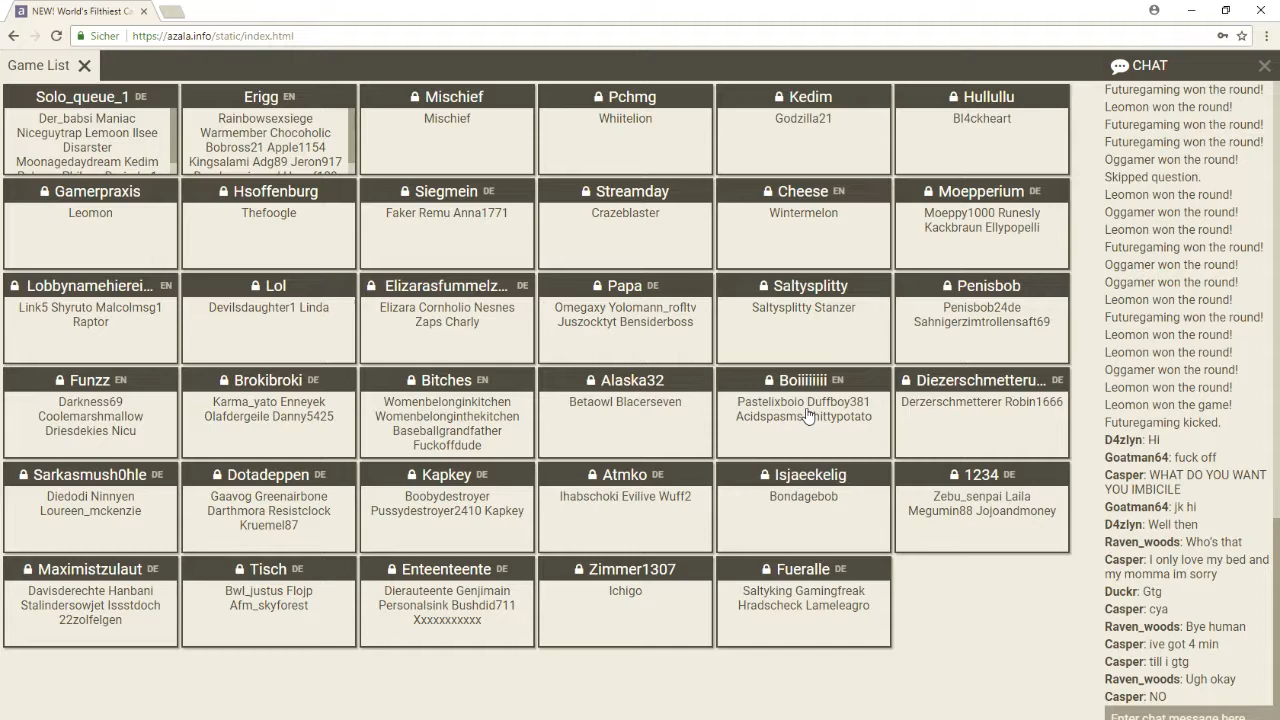 NEW! World's Filthiest C
Sicher https://azala.info/static/index.html
Game List
CHAT
Solo_queue_1 DE
Der_babsi Maniac
Niceguytrap Lemoon Ilsee
Disarster
Moonagedaydream Kedim
Erigg EN
Rainbowsexsiege
Warmember Chocoholic
Bobross21 Apple1154
Kingsalami Adg89 Jeron917
Mischief
Mischief
Pchmg
Whiitelion
Kedim
Godzilla21
Hullullu
Bl4ckheart
Gamerpraxis
Leomon
Hsoffenburg
Thefoogle
Siegmein DE
Faker Remu Anna1771
Streamday
Crazeblaster
Cheese EN
Wintermelon
Moepperium DE
Moeppy1000 Runesly
Kackbraun Ellypopelli
Lobbynamehierei... EN
Link5 Shyruto Malcolmsg1
Raptor
Lol
Devilsdaughter1 Linda
Elizarasfummelz... DE
Elizara Cornholio Nesnes
Zaps Charly
Papa DE
Omegaxy Yolomann_rofltv
Juszocktyt Bensiderboss
Saltysplitty
Saltysplitty Stanzer
Penisbob
Penisbob24de
Sahnigerzimtrollensaft69
Funzz EN
Darkness69
Coolemarshmallow
Driesdekies Nicu
Brokibroki DE
Karma_yato Enneyek
Olafdergeile Danny5425
Bitches EN
Womenbelonginkitchen
Womenbelonginthekitchen
Baseballgrandfather
Fuckoffdude
Alaska32
Betaowl Blacerseven
Boiiiiiiii EN
Pastelixboio Duffboy381
Diezerschmetteru... DE
Derzerschmetterer Robin1666
Sarkasmush0hle DE
Diedodi Ninnyen
Loureen_mckenzie
Dotadeppen DE
Gaavog Greenairbone
Darthmora Resistclock
Kruemel87
Kapkey DE
Boobydestroyer
Pussydestroyer2410 Kapkey
Atmko DE
Ihabschoki Evilive Wuff2
Isjaeekelig
Bondagebob
1234 DE
Zebu_senpai Laila
Megumin88 Jojoandmoney
Maximistzulaut DE
Davisderechte Hanbani
Stalindersowjet Issstdoch
22zolfelgen
Tisch DE
Bwl_justus Flojp
Afm_skyforest
Enteenteente DE
Dierauteente Genjimain
Personalsink Bushdid711
Xxxxxxxxxxx
Zimmer1307
Ichigo
Fueralle DE
Saltyking Gamingfreak
Hradscheck Lameleagro
Futuregaming won the round!
Leomon won the round!
Futuregaming won the round!
Futuregaming won the round!
Oggamer won the round!
Skipped question.
Leomon won the round!
Oggamer won the round!
Leomon won the round!
Futuregaming won the round!
Oggamer won the round!
Oggamer won the round!
Leomon won the round!
Futuregaming won the round!
Leomon won the round!
Leomon won the round!
Oggamer won the round!
Leomon won the round!
Leomon won the game!
Futuregaming kicked.
D4zlyn: Hi
Goatman64: fuck off
Casper: WHAT DO YOU WANT
YOU IMBICILE
Goatman64: jk hi
D4zlyn: Well then
Raven_woods: Who's that
Casper: I only love my bed and
my momma im sorry
Duckr: Gtg
Casper: cya
Raven_woods: Bye human
Casper: ive got 4 min
Casper: till i gtg
Raven_woods: Ugh okay
Casper: NO
Enter chat message here